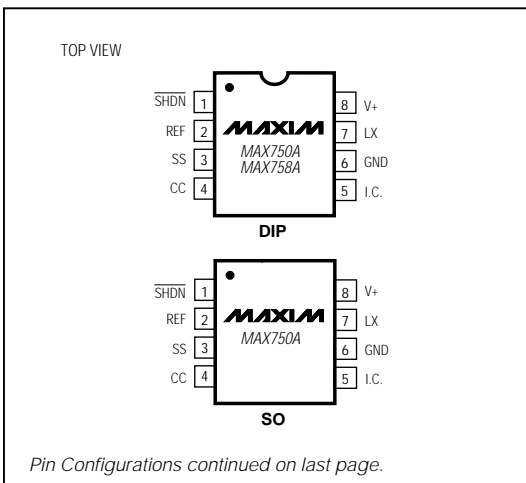 TOP VIEW
SHDN 1
REF 2
SS 3
CC 4
MAXIM
MAX750A
MAX758A
8 V+
7 LX
6 GND
5 I.C.
DIP
SHDN 1
REF 2
SS 3
CC 4
MAXIM
MAX750A
8 V+
7 LX
6 GND
5 I.C.
SO
Pin Configurations continued on last page.